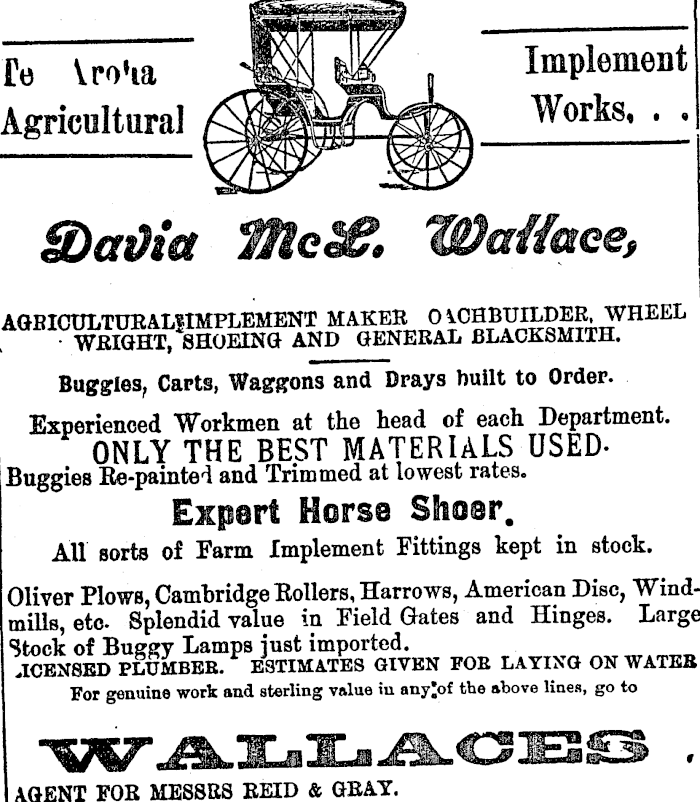 Te Aroha
Agricultural
Implement
Works. . .
David McL. Wallace,
AGRICULTURAL IMPLEMENT MAKER COACHBUILDER, WHEEL
WRIGHT, SHOEING AND GENERAL BLACKSMITH.
Buggies, Carts, Waggons and Drays built to Order.
Experienced Workmen at the head of each Department.
ONLY THE BEST MATERIALS USED.
Buggies Re-painted and Trimmed at lowest rates.
Expert Horse Shoer.
All sorts of Farm Implement Fittings kept in stock.
Oliver Plows, Cambridge Rollers, Harrows, American Disc, Wind-
mills, etc. Splendid value in Field Gates and Hinges. Large
Stock of Buggy Lamps just imported.
LICENSED PLUMBER. ESTIMATES GIVEN FOR LAYING ON WATER
For genuine work and sterling value in any of the above lines, go to
WALLACES.
AGENT FOR MESSRS REID & GRAY.